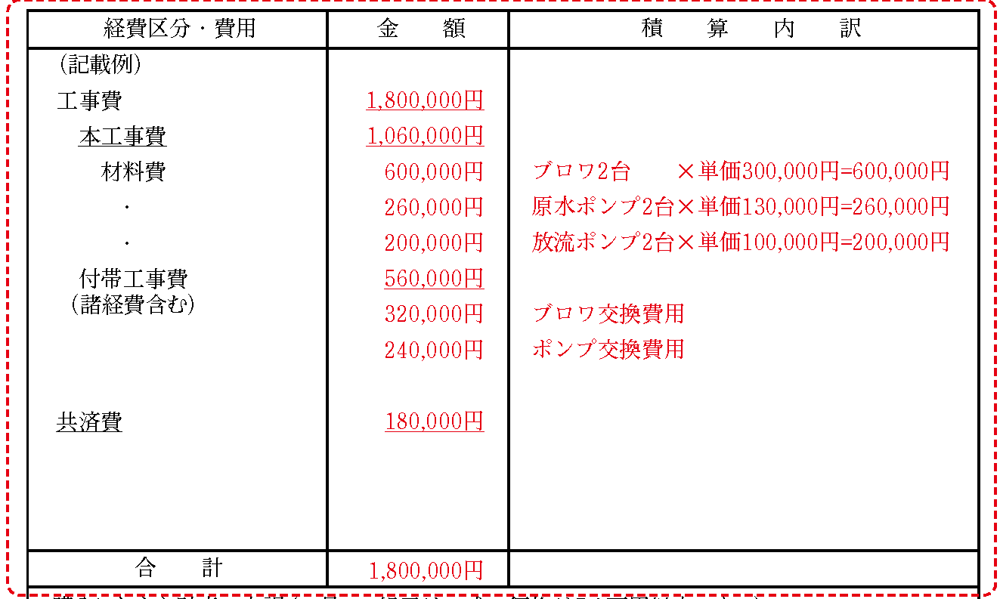 経費区分・費用 金額 積算内訳
(記載例)
工事費 1,800,000円
本工事費 1,060,000円
材料費 600,000円 ブロワ2台 ×単価300,000円=600,000円
・ 260,000円 原水ポンプ2台×単価130,000円=260,000円
・ 200,000円 放流ポンプ2台×単価100,000円=200,000円
付帯工事費 560,000円
(諸経費含む)
320,000円 ブロワ交換費用
240,000円 ポンプ交換費用
共済費 180,000円
合計 1,800,000円